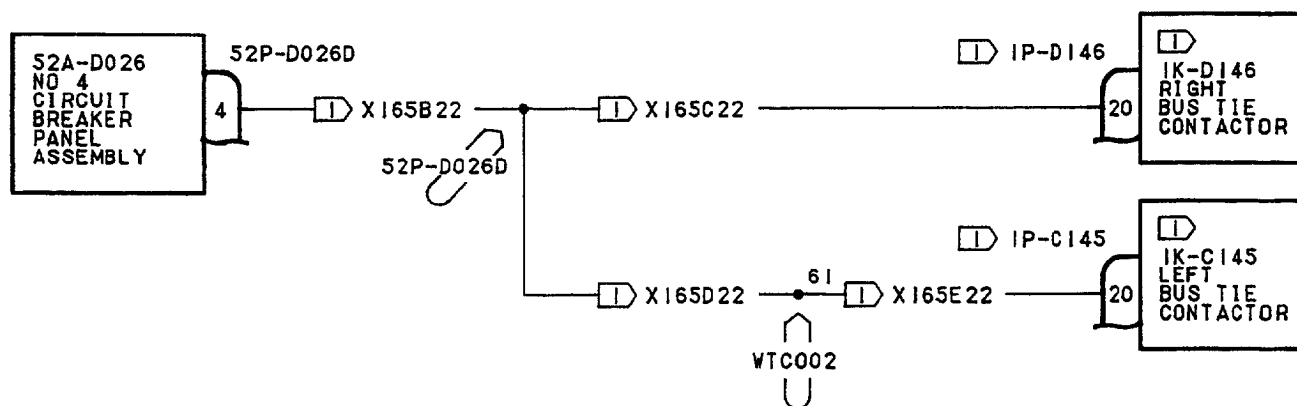 52A-D026
NO 4
CIRCUIT
BREAKER
PANEL
ASSEMBLY
52P-D026D
4
1 X165B22
52P-D026D
1 X165C22
1 1P-D146
20
1
1K-D146
RIGHT
BUS TIE
CONTACTOR
1 X165D22
61
WTC002
1 X165E22
1 1P-C145
20
1
1K-C145
LEFT
BUS TIE
CONTACTOR